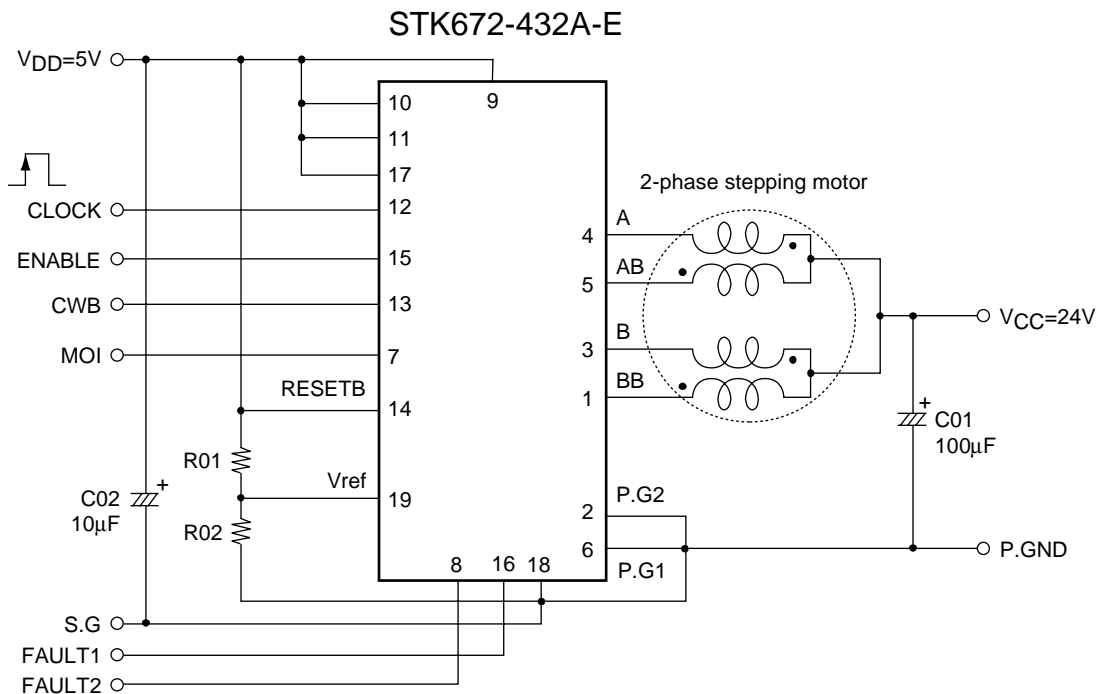 STK672-432A-E
VDD=5V
9
10
11
17
CLOCK
12
ENABLE
15
CWB
13
MOI
7
RESETB
14
R01
Vref
19
R02
C02
+
10µF
2-phase stepping motor
A
4
AB
5
B
3
BB
1
VCC=24V
+
C01
100µF
P.G2
2
6
P.G1
P.GND
8
16
18
S.G
FAULT1
FAULT2